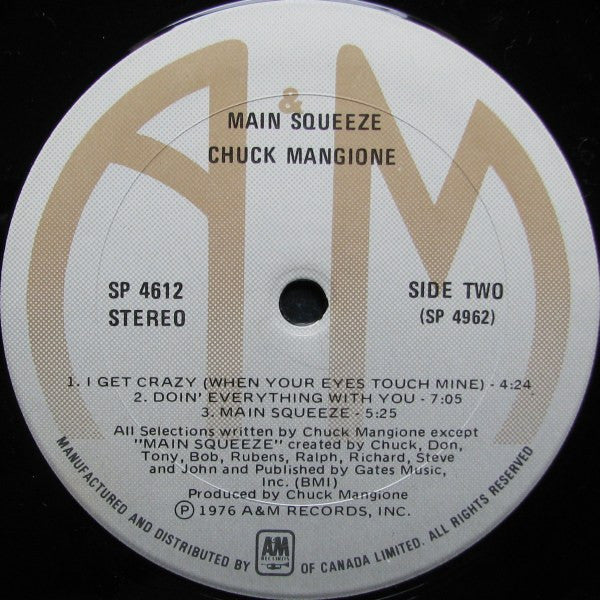 A&M
MAIN SQUEEZE
CHUCK MANGIONE
SP 4612
STEREO
SIDE TWO
(SP 4962)
1. I GET CRAZY (WHEN YOUR EYES TOUCH MINE) - 4:24
2. DOIN' EVERYTHING WITH YOU - 7:05
3. MAIN SQUEEZE - 5:25
All Selections written by Chuck Mangione except
"MAIN SQUEEZE" created by Chuck, Don,
Tony, Bob, Rubens, Ralph, Richard, Steve
and John and Published by Gates Music,
Inc. (BMI)
Produced by Chuck Mangione
Ⓟ 1976 A&M RECORDS, INC.
MANUFACTURED AND DISTRIBUTED BY A&M RECORDS OF CANADA LIMITED. ALL RIGHTS RESERVED